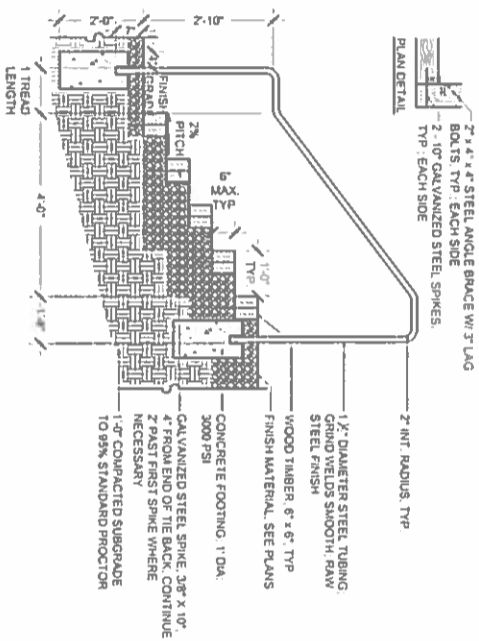 2" x 4" x 4" STEEL ANGLE BRACE W/ 3" LAG
BOLTS, TYP : EACH SIDE
2 - 10" GALVANIZED STEEL SPIKES,
TYP : EACH SIDE
PLAN DETAIL
2" INT. RADIUS, TYP.
1 ½" DIAMETER STEEL TUBING:
GRIND WELDS SMOOTH, RAW
STEEL FINISH
WOOD TIMBER, 6" x 6", TYP
FINISH MATERIAL, SEE PLANS
CONCRETE FOOTING, 1' DIA:
3000 PSI
GALVANIZED STEEL SPIKE, 3/8" X 10",
4" FROM END OF TIE BACK, CONTINUE
2' PAST FIRST SPIKE WHERE
NECESSARY
1'-0" COMPACTED SUBGRADE
TO 95% STANDARD PROCTOR
2'-10"
2'-0"
FINISH
GRADE
2%
PITCH
6"
MAX.
TYP
1'-0"
TYP.
1 TREAD
LENGTH
4'-0"